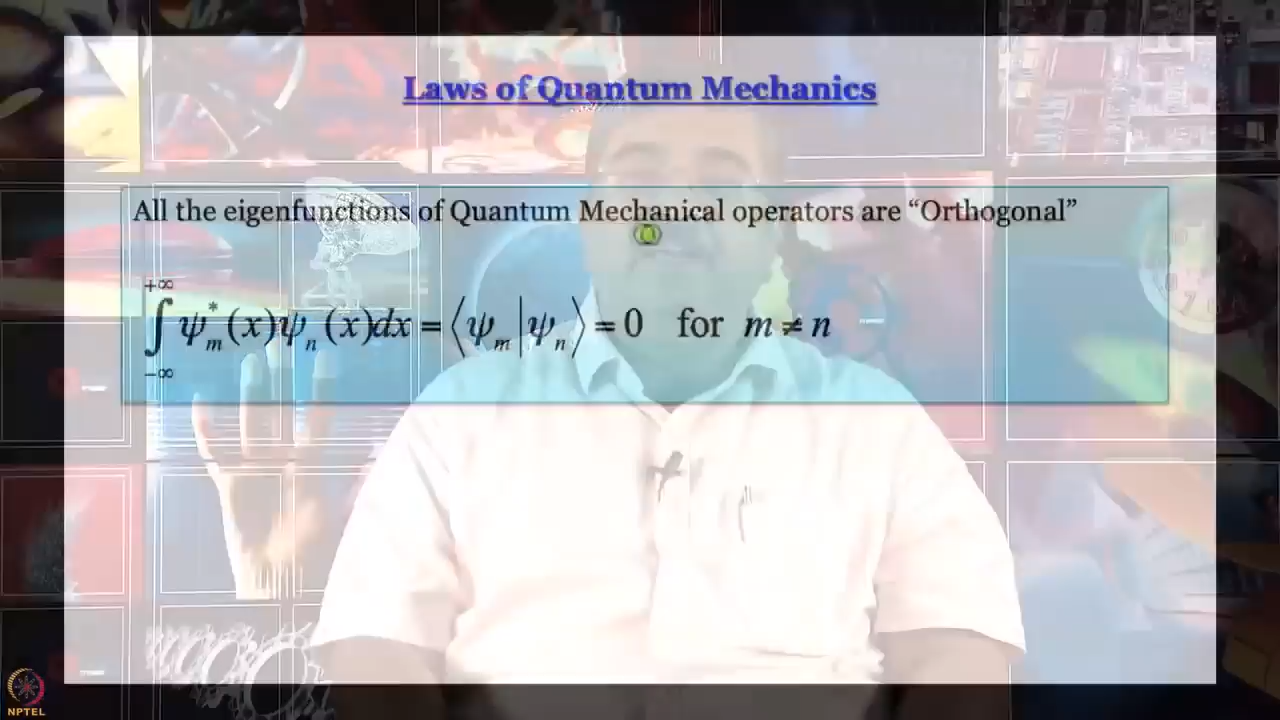 Laws of Quantum Mechanics
All the eigenfunctions of Quantum Mechanical operators are “Orthogonal”
+∞
∫ ψ*ₘ(x)ψₙ(x)dx = ⟨ψₘ|ψₙ⟩ = 0 for m ≠ n
−∞
NPTEL